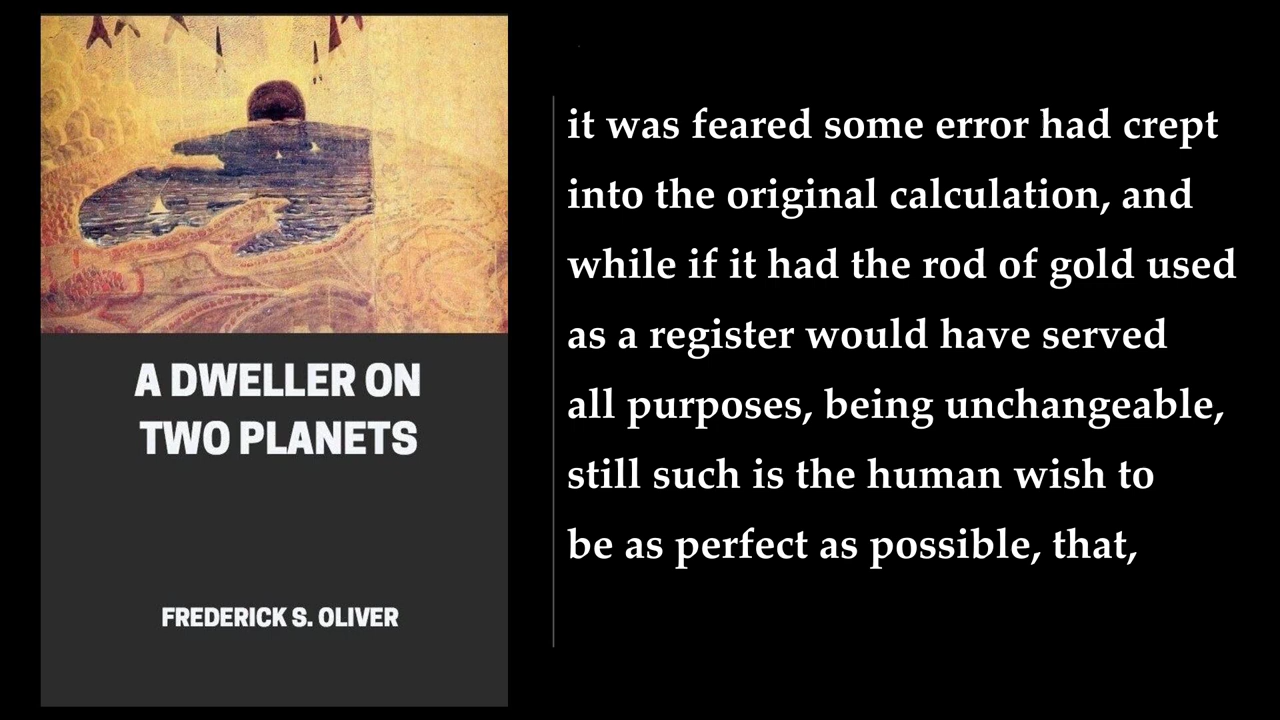 A DWELLER ON
TWO PLANETS
FREDERICK S. OLIVER
it was feared some error had crept
into the original calculation, and
while if it had the rod of gold used
as a register would have served
all purposes, being unchangeable,
still such is the human wish to
be as perfect as possible, that,